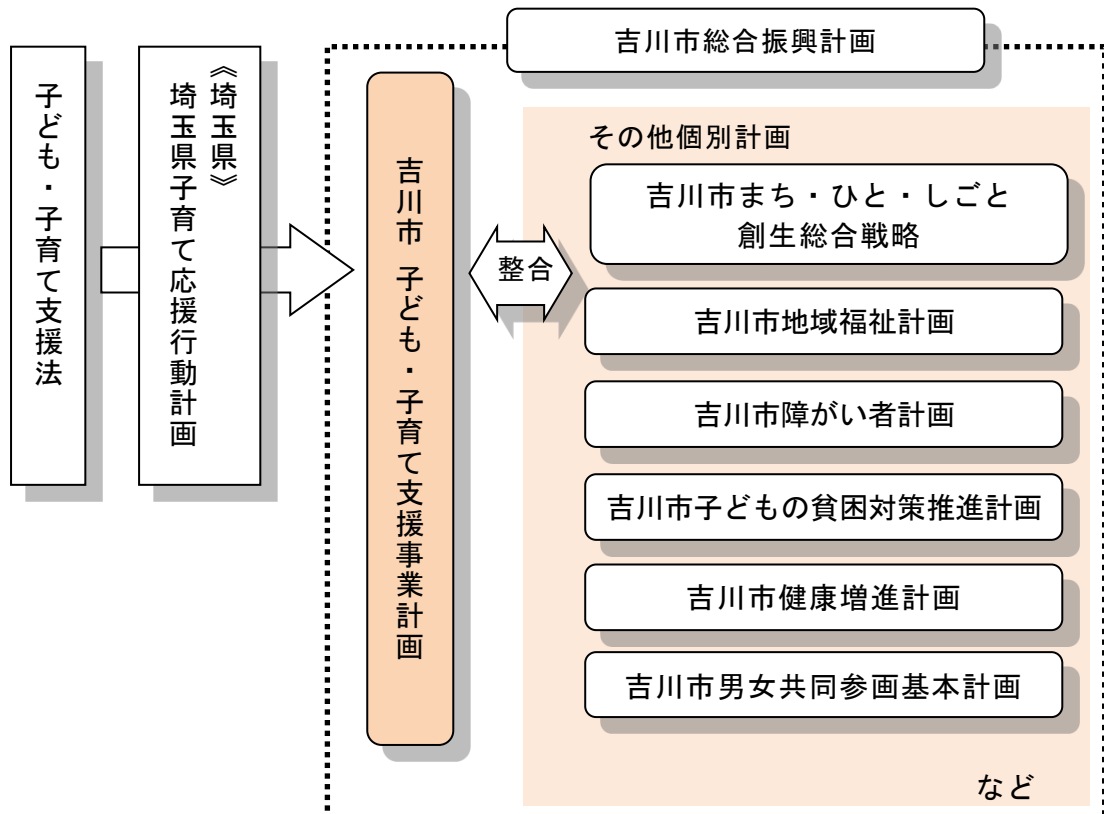 吉川市総合振興計画
子ども・子育て支援法
《埼玉県》
埼玉県子育て応援行動計画
吉川市 子ども・子育て支援事業計画
整合
その他個別計画
吉川市まち・ひと・しごと
創生総合戦略
吉川市地域福祉計画
吉川市障がい者計画
吉川市子どもの貧困対策推進計画
吉川市健康増進計画
吉川市男女共同参画基本計画
など